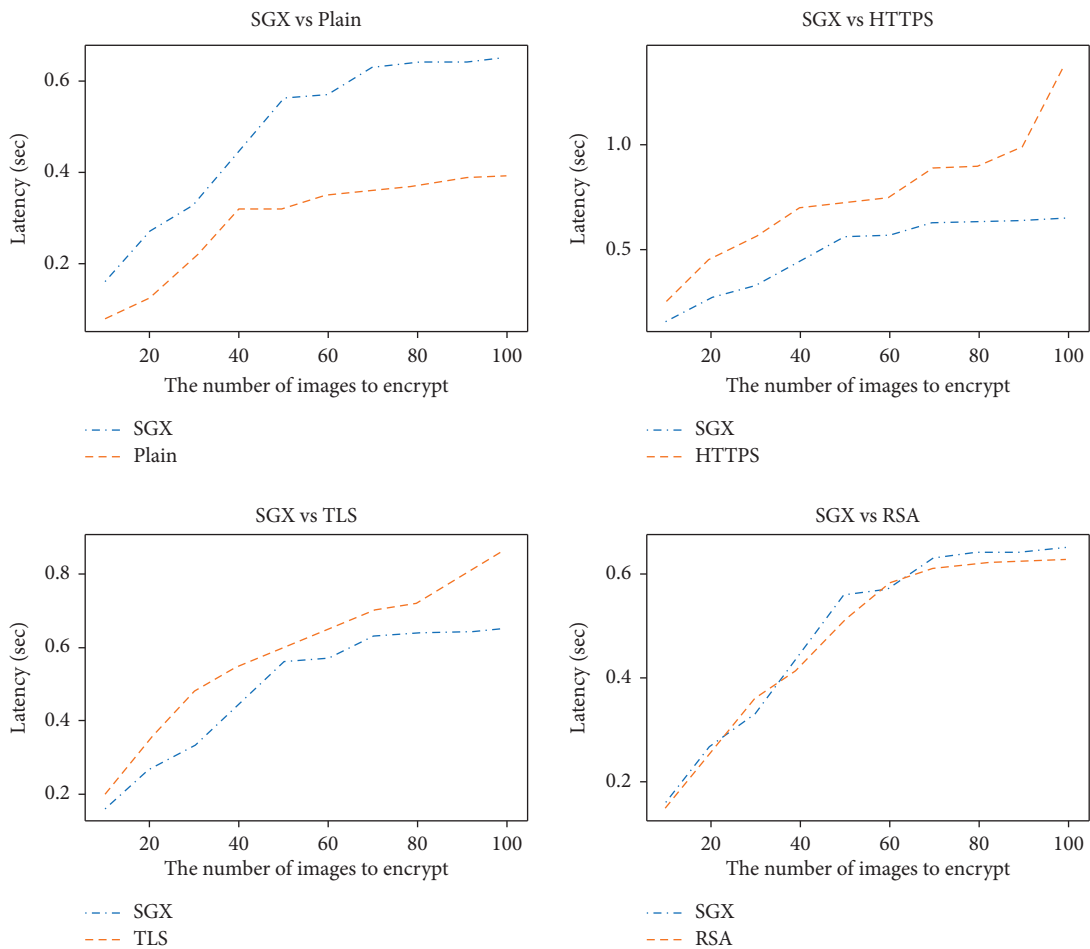 SGX vs Plain
Latency (sec)
0.6
0.4
0.2
20 40 60 80 100
The number of images to encrypt
SGX
Plain
SGX vs HTTPS
Latency (sec)
1.0
0.5
20 40 60 80 100
The number of images to encrypt
SGX
HTTPS
SGX vs TLS
Latency (sec)
0.8
0.6
0.4
0.2
20 40 60 80 100
The number of images to encrypt
SGX
TLS
SGX vs RSA
Latency (sec)
0.6
0.4
0.2
20 40 60 80 100
The number of images to encrypt
SGX
RSA